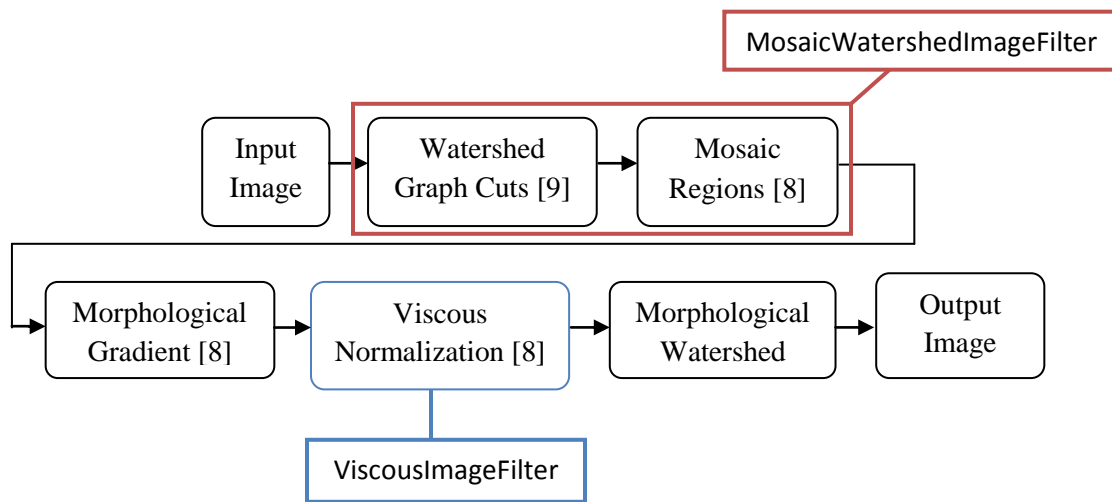 MosaicWatershedImageFilter
Input
Image
Watershed
Graph Cuts [9]
Mosaic
Regions [8]
Morphological
Gradient [8]
Viscous
Normalization [8]
Morphological
Watershed
Output
Image
ViscousImageFilter